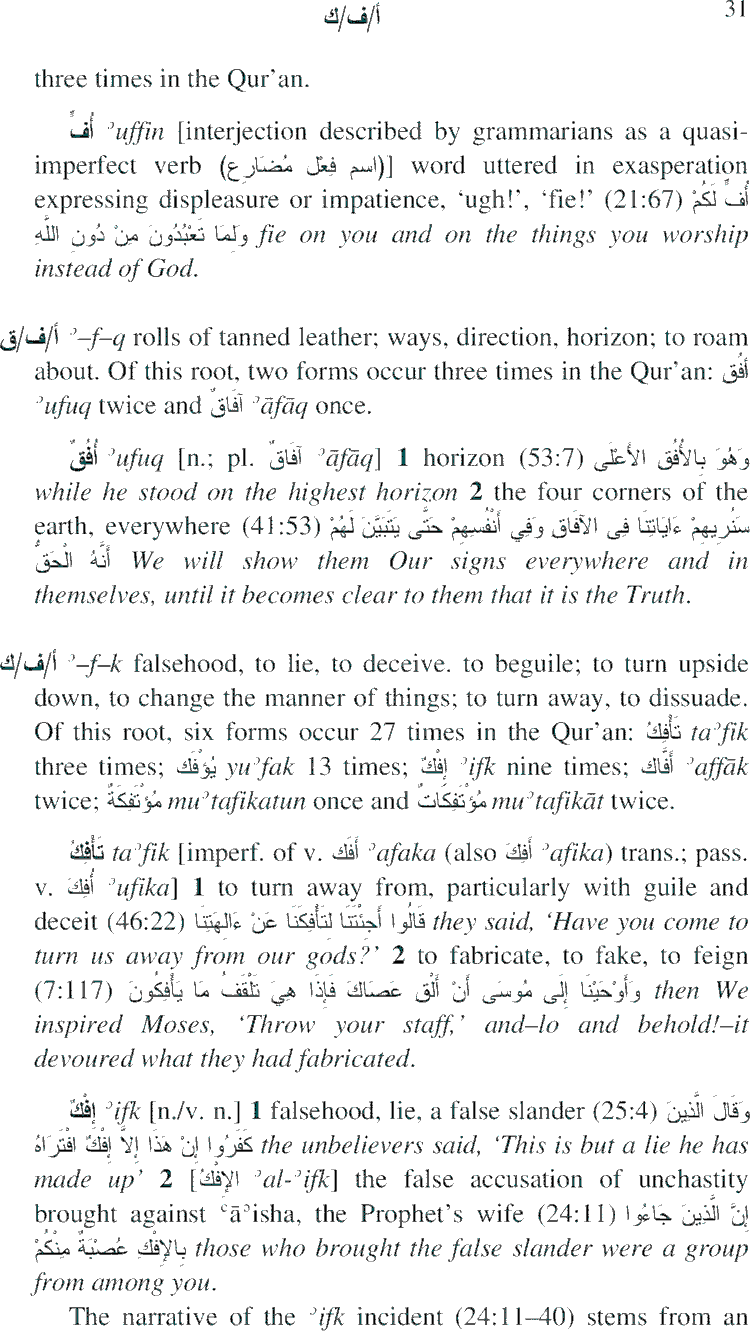 أ/ف/ك 31
three times in the Qur'an.
أُفٍّ ʾuffin [interjection described by grammarians as a quasi-
imperfect verb (اسم فِعْل مُضَارِع)] word uttered in exasperation
expressing displeasure or impatience, 'ugh!', 'fie!' (21:67) أُفٍّ لَكُمْ
وَلِمَا تَعْبُدُونَ مِنْ دُونِ اللَّهِ fie on you and on the things you worship
instead of God.
أ/ف/ق ʾ–f–q rolls of tanned leather; ways, direction, horizon; to roam
about. Of this root, two forms occur three times in the Qur'an: أُفُق
ʾufuq twice and آفَاقٌ ʾāfāq once.
أُفُقٌ ʾufuq [n.; pl. آفَاقٌ ʾāfāq] 1 horizon (53:7) وَهُوَ بِالأُفُقِ الأَعْلَى
while he stood on the highest horizon 2 the four corners of the
earth, everywhere (41:53) سَنُرِيهِمْ ءَايَاتِنَا فِى الآفَاقِ وَفِي أَنْفُسِهِمْ حَتَّى يَتَبَيَّنَ لَهُمْ
أَنَّهُ الْحَقُّ We will show them Our signs everywhere and in
themselves, until it becomes clear to them that it is the Truth.
أ/ف/ك ʾ–f–k falsehood, to lie, to deceive. to beguile; to turn upside
down, to change the manner of things; to turn away, to dissuade.
Of this root, six forms occur 27 times in the Qur'an: تَأْفِكُ taʾfik
three times; يُؤْفَك yuʾfak 13 times; إِفْكٌ ʾifk nine times; أَفَّاك ʾaffāk
twice; مُؤْتَفِكَةٌ muʾtafikatun once and مُؤْتَفِكَاتٌ muʾtafikāt twice.
تَأْفِكُ taʾfik [imperf. of v. أَفَك ʾafaka (also أَفِكَ ʾafika) trans.; pass.
v. أُفِكَ ʾufika] 1 to turn away from, particularly with guile and
deceit (46:22) قَالُوا أَجِئْتَنَا لِتَأْفِكَنَا عَنْ ءَالِهَتِنَا they said, 'Have you come to
turn us away from our gods?' 2 to fabricate, to fake, to feign
(7:117) وَأَوْحَيْنَا إِلَى مُوسَى أَنْ أَلْقِ عَصَاكَ فَإِذَا هِيَ تَلْقَفُ مَا يَأْفِكُونَ then We
inspired Moses, 'Throw your staff,' and–lo and behold!–it
devoured what they had fabricated.
إِفْكٌ ʾifk [n./v. n.] 1 falsehood, lie, a false slander (25:4) وَقَالَ الَّذِينَ
كَفَرُوا إِنْ هَذَا إِلاَّ إِفْكٌ افْتَرَاهُ the unbelievers said, 'This is but a lie he has
made up' 2 [الإِفْكُ ʾal-ʾifk] the false accusation of unchastity
brought against ʿāʾisha, the Prophet's wife (24:11) إِنَّ الَّذِينَ جَاءُوا
بِالإِفْكِ عُصْبَةٌ مِنْكُمْ those who brought the false slander were a group
from among you.
The narrative of the ʾifk incident (24:11–40) stems from an